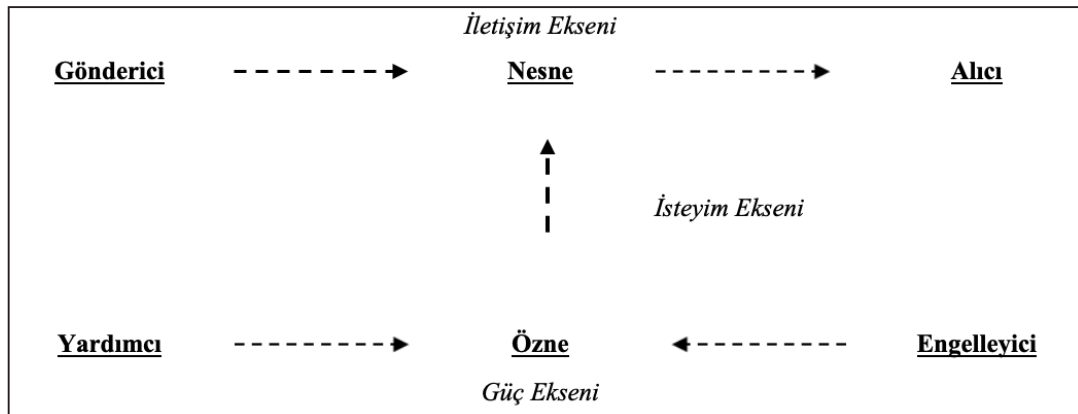 İletişim Ekseni
Gönderici Nesne Alıcı
İsteyim Ekseni
Yardımcı Özne Engelleyici
Güç Ekseni